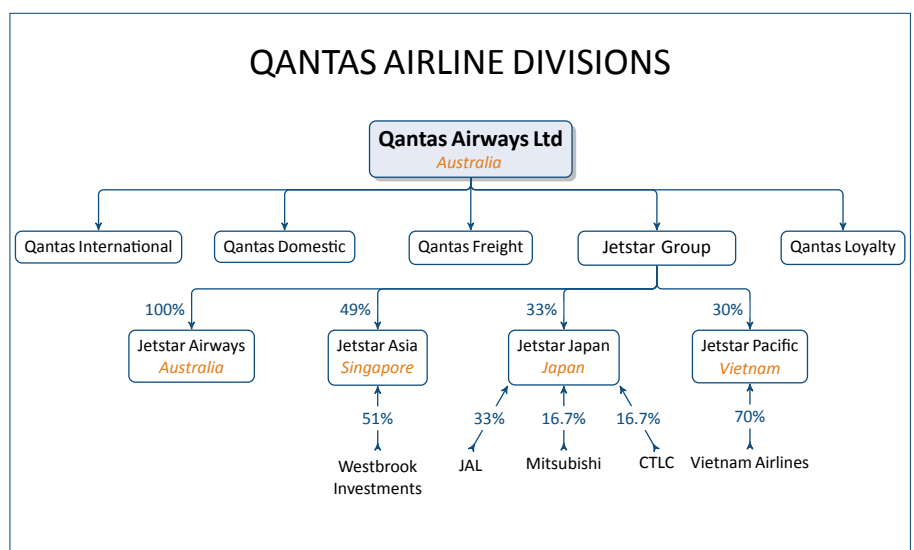 QANTAS AIRLINE DIVISIONS
Qantas Airways Ltd
Australia
Qantas International
Qantas Domestic
Qantas Freight
Jetstar Group
Qantas Loyalty
100%
49%
33%
30%
Jetstar Airways
Australia
Jetstar Asia
Singapore
Jetstar Japan
Japan
Jetstar Pacific
Vietnam
51%
33%
16.7%
16.7%
70%
Westbrook
Investments
JAL
Mitsubishi
CTLC
Vietnam Airlines